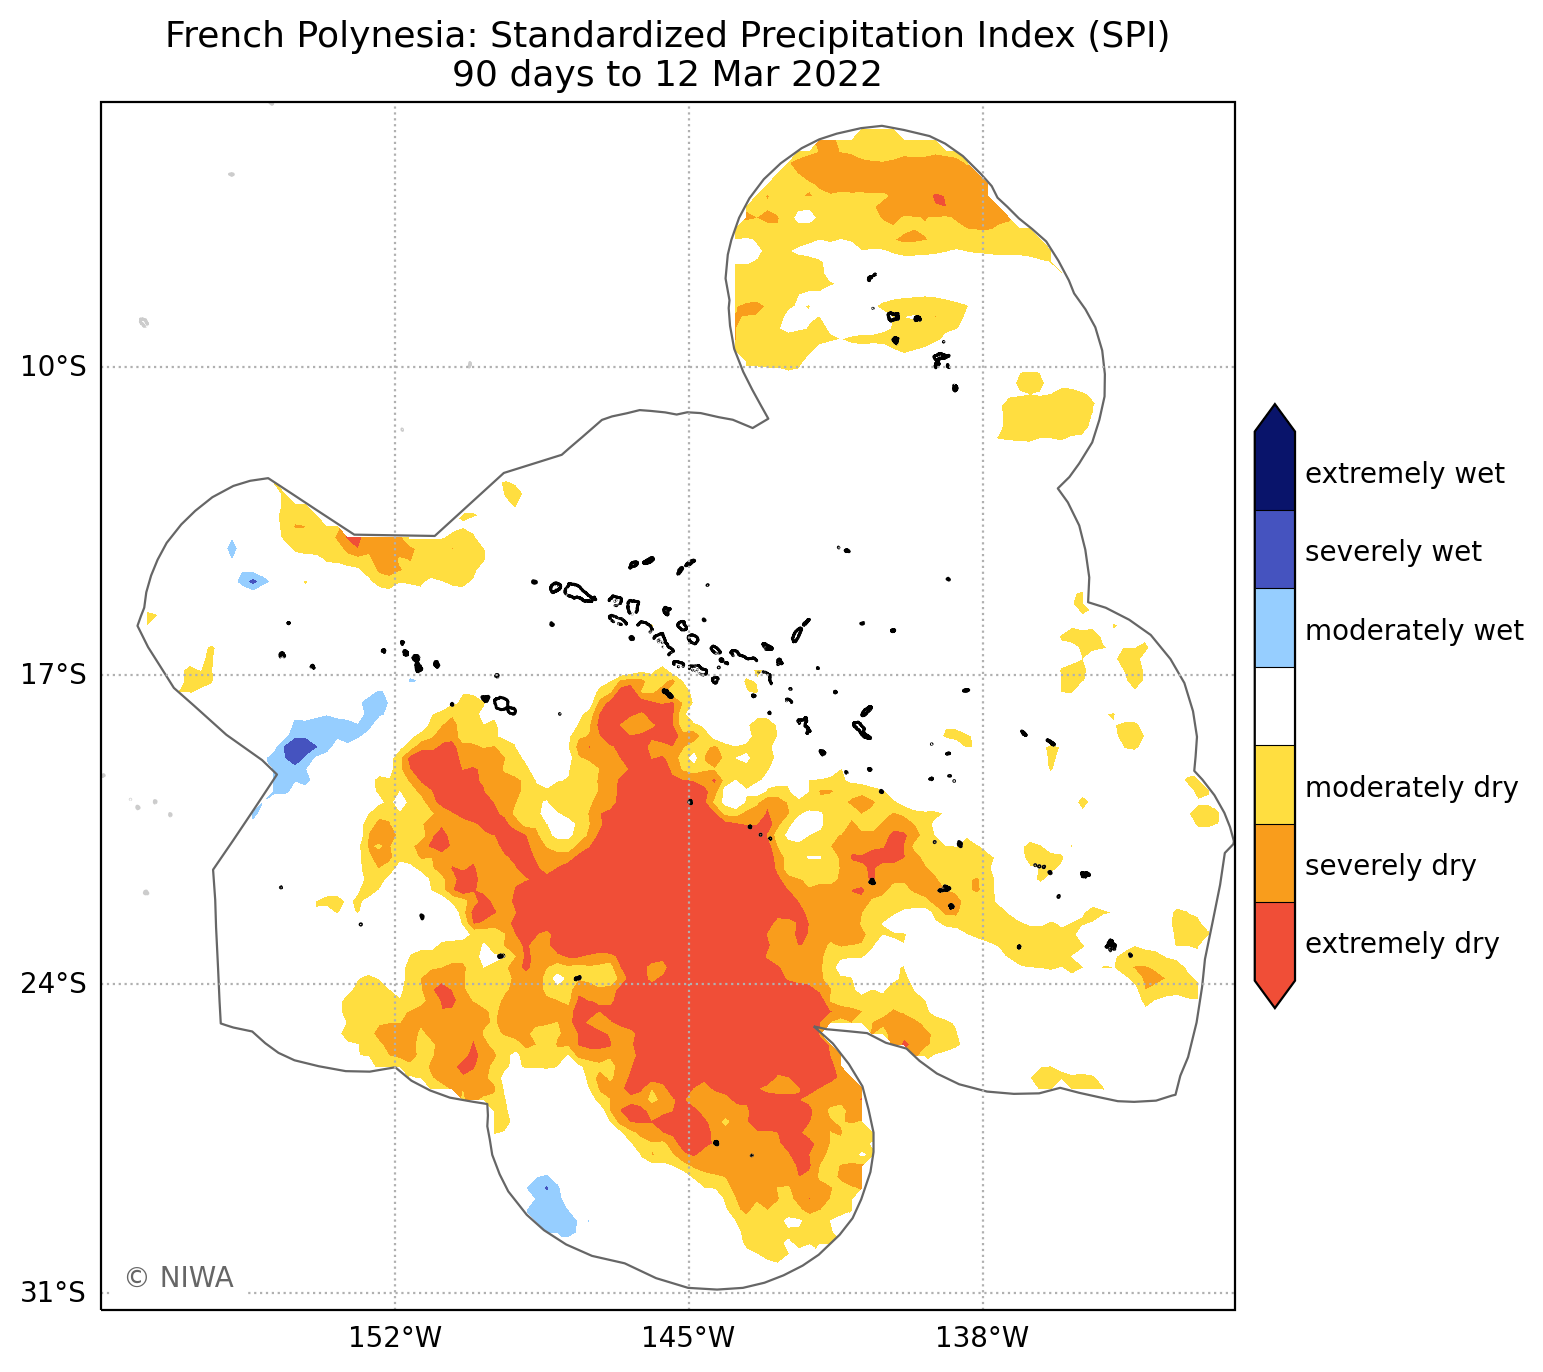 French Polynesia: Standardized Precipitation Index (SPI)
90 days to 12 Mar 2022
10°S
17°S
24°S
31°S
152°W
145°W
138°W
extremely wet
severely wet
moderately wet
moderately dry
severely dry
extremely dry
© NIWA